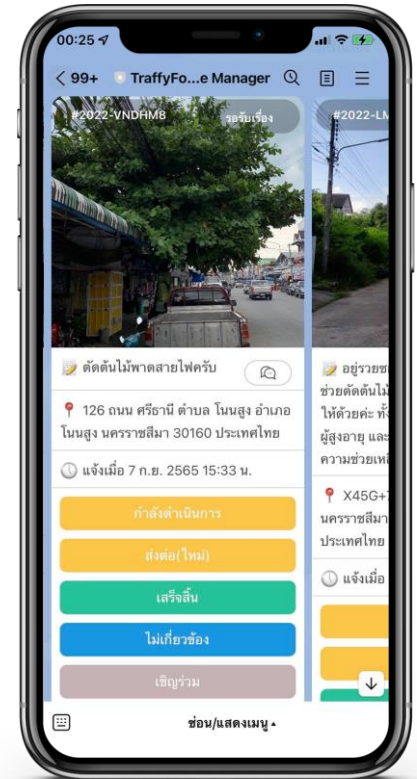 00:25
99+ TraffyFo...e Manager
#2022-VNDHM8 รอรับเรื่อง
ตัดต้นไม้พาดสายไฟครับ
126 ถนน ศรีธานี ตำบล โนนสูง อำเภอ
โนนสูง นครราชสีมา 30160 ประเทศไทย
แจ้งเมื่อ 7 ก.ย. 2565 15:33 น.
กำลังดำเนินการ
ส่งต่อ(ใหม่)
เสร็จสิ้น
ไม่เกี่ยวข้อง
เชิญร่วม
#2022-LM
อยู่รวยช
ช่วยตัดต้นไม้
ให้ด้วยค่ะ ทั้
ผู้สูงอายุ และ
ความช่วยเหลื
X45G+7
นครราชสีมา
ประเทศไทย
แจ้งเมื่อ
ซ่อน/แสดงเมนู